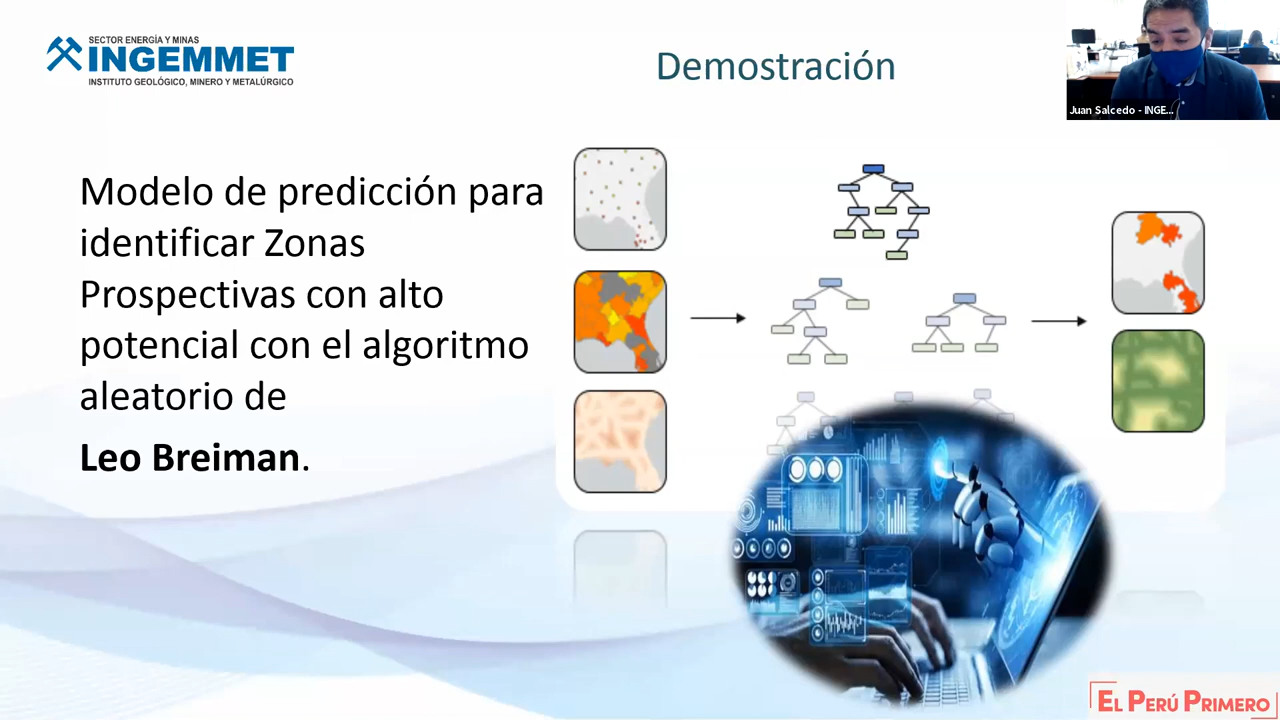 SECTOR ENERGÍA Y MINAS
INGEMMET
INSTITUTO GEOLÓGICO, MINERO Y METALÚRGICO
Demostración
Juan Salcedo - INGE...
Modelo de predicción para
identificar Zonas
Prospectivas con alto
potencial con el algoritmo
aleatorio de
Leo Breiman.
EL PERÚ PRIMERO